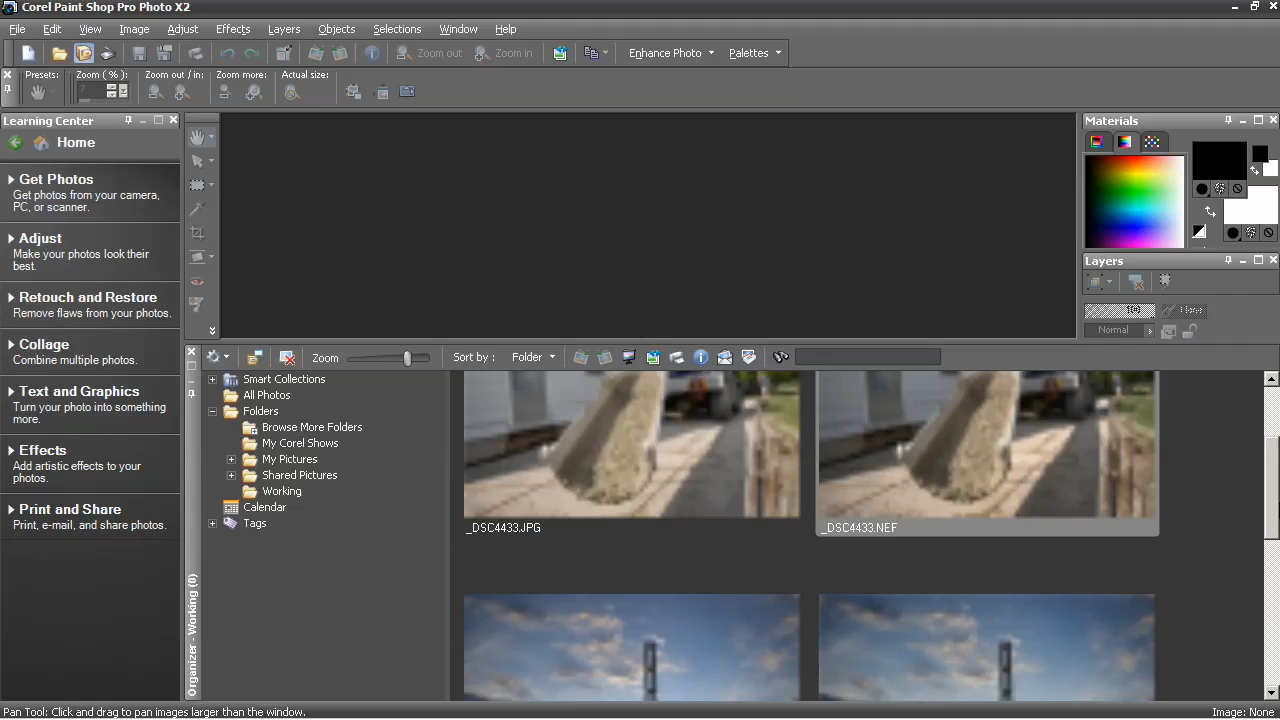 Corel Paint Shop Pro Photo X2
File Edit View Image Adjust Effects Layers Objects Selections Window Help
Zoom out Zoom in Enhance Photo Palettes
Presets: Zoom ( % ) : Zoom out / in: Zoom more: Actual size:
7
Learning Center
Home
Get Photos
Get photos from your camera,
PC, or scanner.
Adjust
Make your photos look their
best.
Retouch and Restore
Remove flaws from your photos.
Collage
Combine multiple photos.
Text and Graphics
Turn your photo into something
more.
Effects
Add artistic effects to your
photos.
Print and Share
Print, e-mail, and share photos.
Materials
Layers
None
Normal
Zoom Sort by : Folder
Organizer - Working (0)
Smart Collections
All Photos
Folders
Browse More Folders
My Corel Shows
My Pictures
Shared Pictures
Working
Calendar
Tags
_DSC4433.JPG
_DSC4433.NEF
Pan Tool: Click and drag to pan images larger than the window.
Image: None